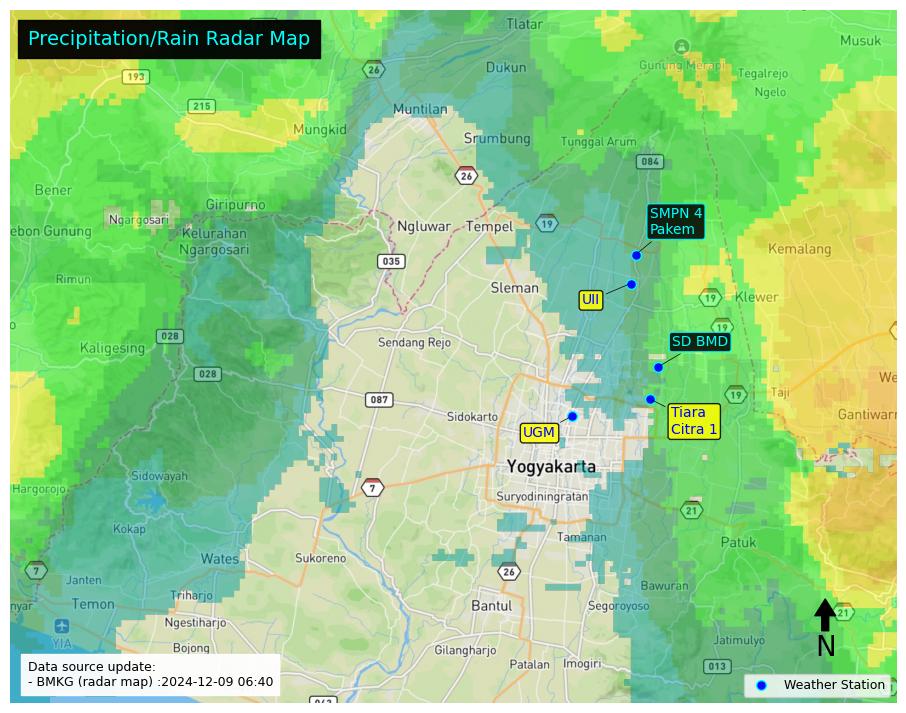 Precipitation/Rain Radar Map
Tlatar
Musuk
26
Gunung Merapi
193
Dukun
Tegalrejo
Ngelo
215
Muntilan
Mungkid
Srumbung
Tunggal Arum
084
26
Bener
Giripurno
Ngargosari
SMPN 4
Pakem
19
ebon Gunung
Kelurahan
Ngargosari
Ngluwar
Tempel
Kemalang
035
Rimun
Sleman
UII
19
Klewer
19
028
Sendang Rejo
SD BMD
Kaligesing
We
028
087
19
Taji
Sidokarto
Tiara
Citra 1
Gantiwarn
UGM
Yogyakarta
Sidowayah
Hargorojo
7
Suryodiningratan
21
Kokap
Tamanan
Patuk
Wates
Sukoreno
7
26
Janten
Bawuran
nyar
Temon
Triharjo
Bantul
Segoroyoso
21
Ngestiharjo
YIA
Jatimulyo
N
Bojong
Gilangharjo
Patalan
Imogiri
013
Data source update:
- BMKG (radar map) :2024-12-09 06:40
Weather Station